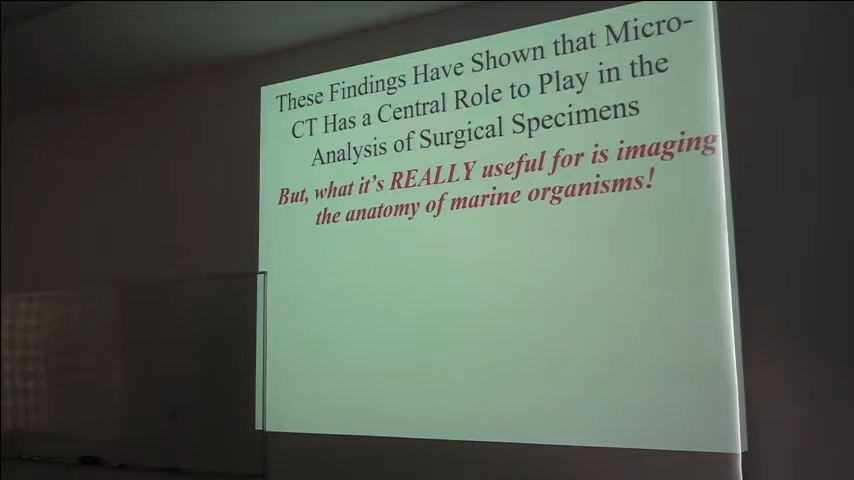 These Findings Have Shown that Micro-
CT Has a Central Role to Play in the
Analysis of Surgical Specimens
But, what it's REALLY useful for is imaging
the anatomy of marine organisms!